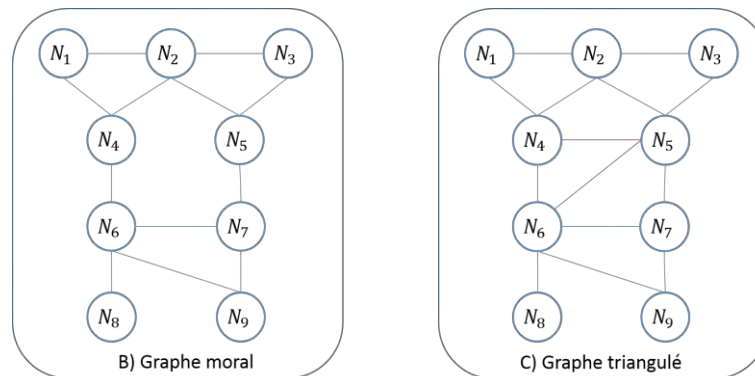 N₁ N₂ N₃ N₁ N₂ N₃
N₄ N₅ N₄ N₅
N₆ N₇ N₆ N₇
N₈ N₉ N₈ N₉
B) Graphe moral C) Graphe triangulé